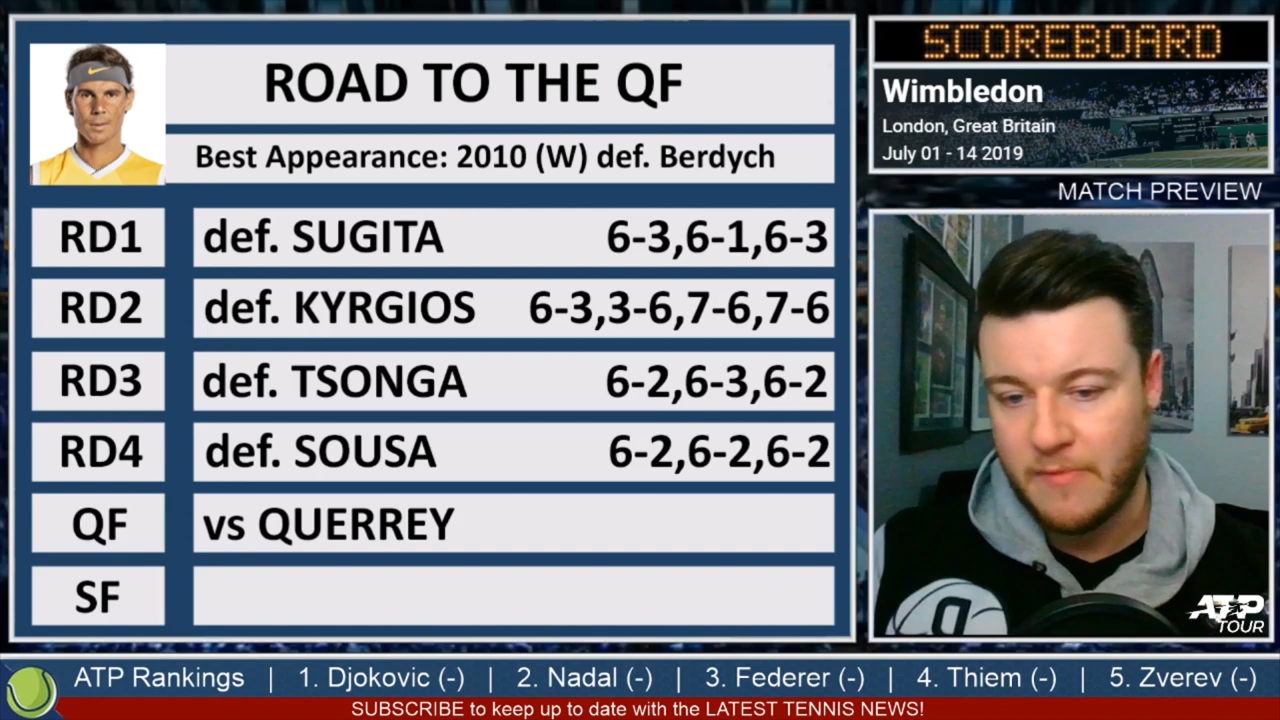 ROAD TO THE QF
Best Appearance: 2010 (W) def. Berdych
RD1 def. SUGITA 6-3,6-1,6-3
RD2 def. KYRGIOS 6-3,3-6,7-6,7-6
RD3 def. TSONGA 6-2,6-3,6-2
RD4 def. SOUSA 6-2,6-2,6-2
QF vs QUERREY
SF
SCOREBOARD
Wimbledon
London, Great Britain
July 01 - 14 2019
MATCH PREVIEW
ATP
TOUR
ATP Rankings | 1. Djokovic (-) | 2. Nadal (-) | 3. Federer (-) | 4. Thiem (-) | 5. Zverev (-)
SUBSCRIBE to keep up to date with the LATEST TENNIS NEWS!